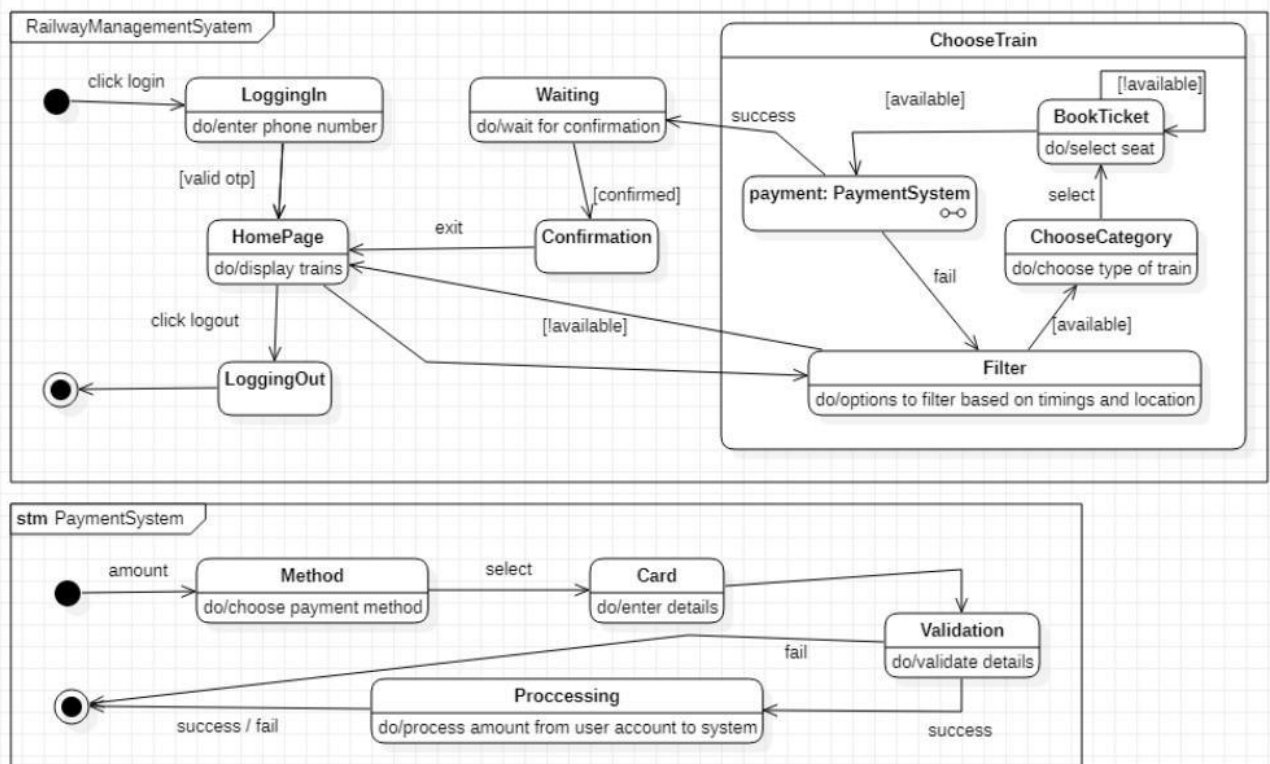 RailwayManagementSyatem
ChooseTrain
click login
LoggingIn
do/enter phone number
Waiting
do/wait for confirmation
success
[available]
[!available]
BookTicket
do/select seat
[valid otp]
[confirmed]
payment: PaymentSystem
select
HomePage
do/display trains
exit
Confirmation
ChooseCategory
do/choose type of train
fail
click logout
[!available]
[available]
LoggingOut
Filter
do/options to filter based on timings and location
stm PaymentSystem
amount
Method
do/choose payment method
select
Card
do/enter details
Validation
do/validate details
fail
Proccessing
do/process amount from user account to system
success / fail
success